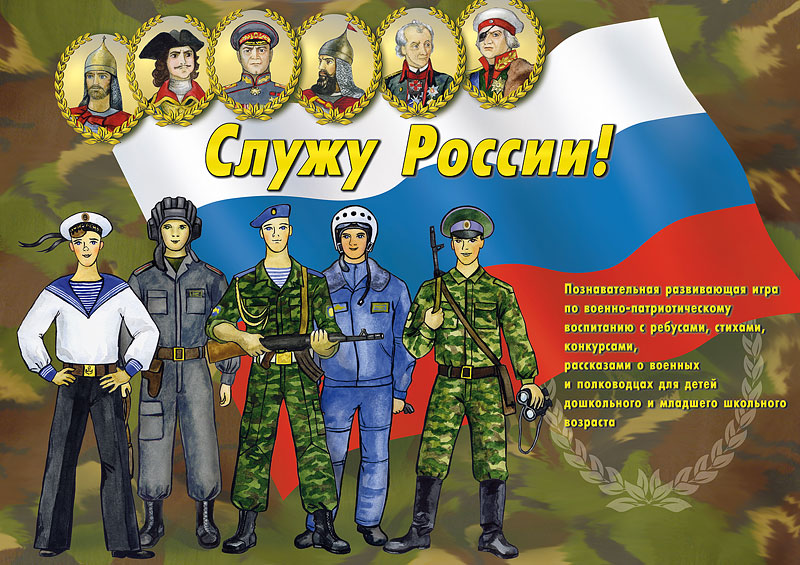 Служу России!
Познавательная развивающая игра
по военно-патриотическому
воспитанию с ребусами, стихами,
конкурсами,
рассказами о военных
и полководцах для детей
дошкольного и младшего школьного
возраста